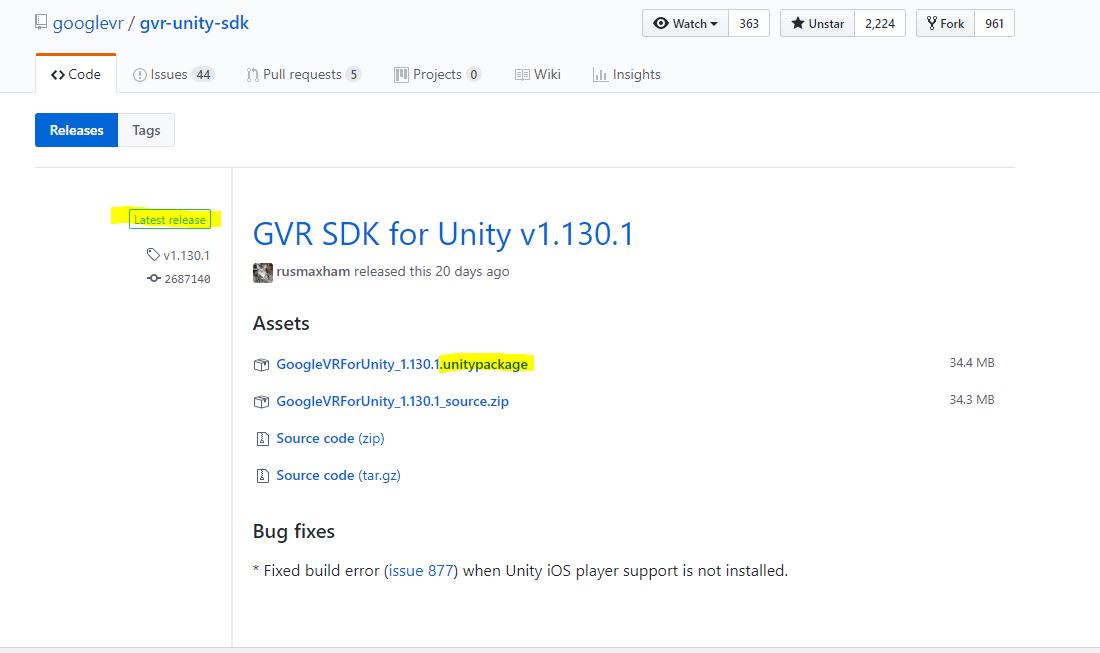 googlevr / gvr-unity-sdk
Watch 363 Unstar 2,224 Fork 961
Code Issues 44 Pull requests 5 Projects 0 Wiki Insights
Releases Tags
Latest release
v1.130.1
2687140
GVR SDK for Unity v1.130.1
rusmaxham released this 20 days ago
Assets
GoogleVRForUnity_1.130.1.unitypackage 34.4 MB
GoogleVRForUnity_1.130.1_source.zip 34.3 MB
Source code (zip)
Source code (tar.gz)
Bug fixes
* Fixed build error (issue 877) when Unity iOS player support is not installed.